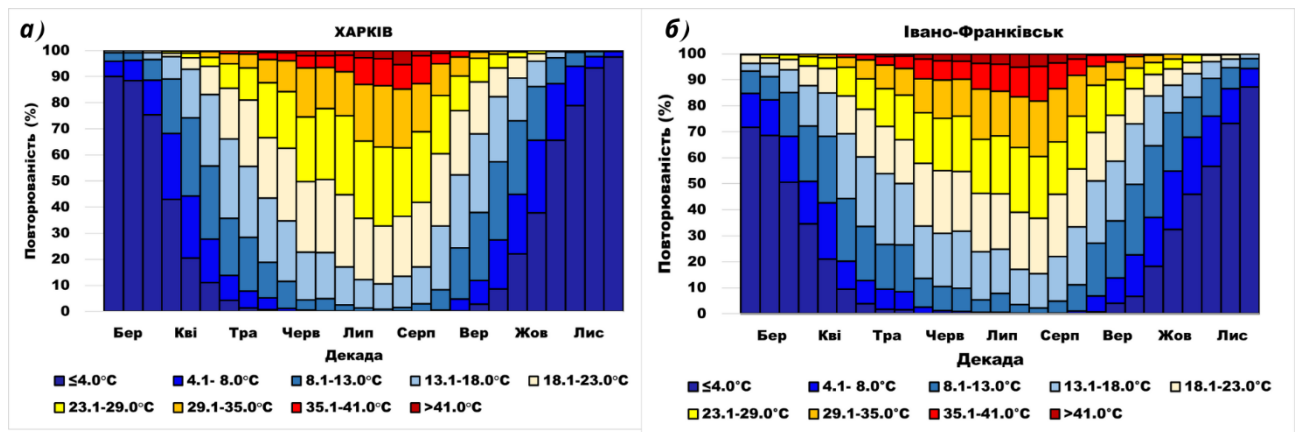 а)
ХАРКІВ
Повторюваність (%)
100
90
80
70
60
50
40
30
20
10
0
Бер Кві Тра Черв Лип Серп Вер Жов Лис
Декада
≤4.0°C 4.1- 8.0°C 8.1-13.0°C 13.1-18.0°C 18.1-23.0°C
23.1-29.0°C 29.1-35.0°C 35.1-41.0°C >41.0°C
б)
Івано-Франківськ
Повторюваність (%)
100
90
80
70
60
50
40
30
20
10
0
Бер Кві Тра Черв Лип Серп Вер Жов Лис
Декада
≤4.0°C 4.1- 8.0°C 8.1-13.0°C 13.1-18.0°C 18.1-23.0°C
23.1-29.0°C 29.1-35.0°C 35.1-41.0°C >41.0°C